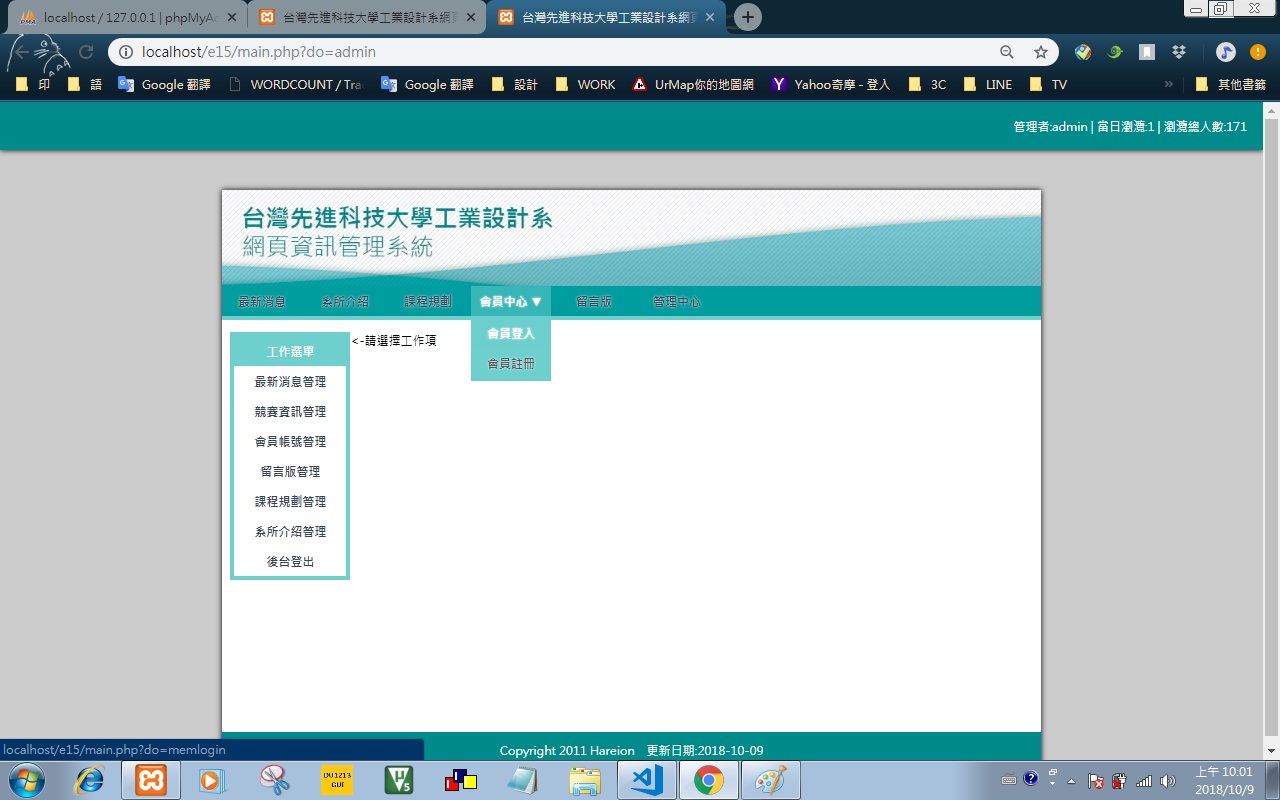 localhost / 127.0.0.1 | phpMyAc
台灣先進科技大學工業設計系網頁
台灣先進科技大學工業設計系網頁
localhost/e15/main.php?do=admin
印 語 Google 翻譯 WORDCOUNT / Tra Google 翻譯 設計 WORK UrMap你的地圖網 Yahoo奇摩 - 登入 3C LINE TV » 其他書籤
管理者:admin | 當日瀏灠:1 | 瀏灠總人數:171
台灣先進科技大學工業設計系
網頁資訊管理系統
最新消息 系所介紹 課程規劃 會員中心 ▼ 留言版 管理中心
會員登入
會員註冊
工作選單
<-請選擇工作項
最新消息管理
競賽資訊管理
會員帳號管理
留言版管理
課程規劃管理
系所介紹管理
後台登出
localhost/e15/main.php?do=memlogin
Copyright 2011 Hareion 更新日期:2018-10-09
DV1213
GUI
上午 10:01
2018/10/9